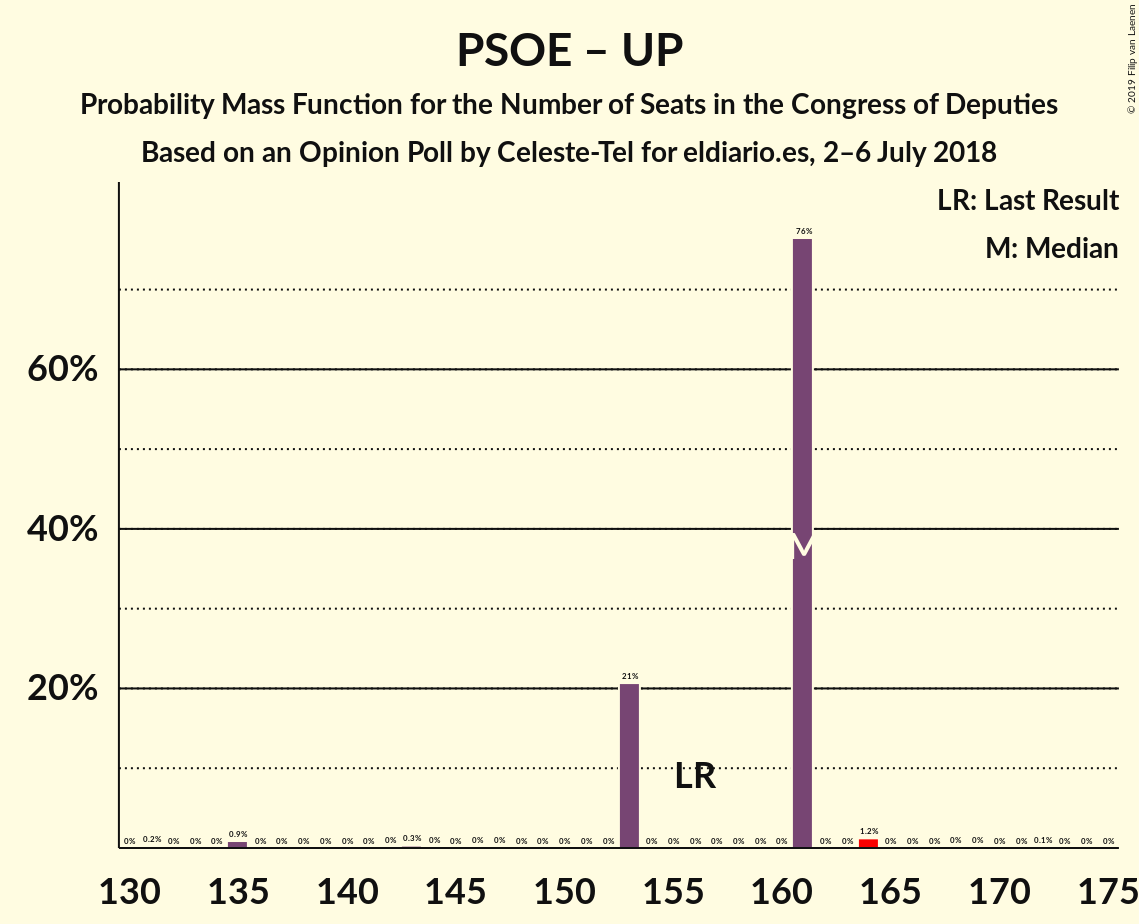 PSOE – UP
Probability Mass Function for the Number of Seats in the Congress of Deputies
Based on an Opinion Poll by Celeste-Tel for eldiario.es, 2–6 July 2018
© 2019 Filip van Laenen
LR: Last Result
M: Median
60%
40%
20%
0% 0.2% 0% 0% 0% 0.9% 0% 0% 0% 0% 0% 0% 0% 0.3% 0% 0% 0% 0% 0% 0% 0% 0% 0% 21% 0% 0% 0% 0% 0% 0% 0% 76% 0% 0% 1.2% 0% 0% 0% 0% 0% 0% 0% 0.1% 0% 0% 0%
M
LR
130 135 140 145 150 155 160 165 170 175